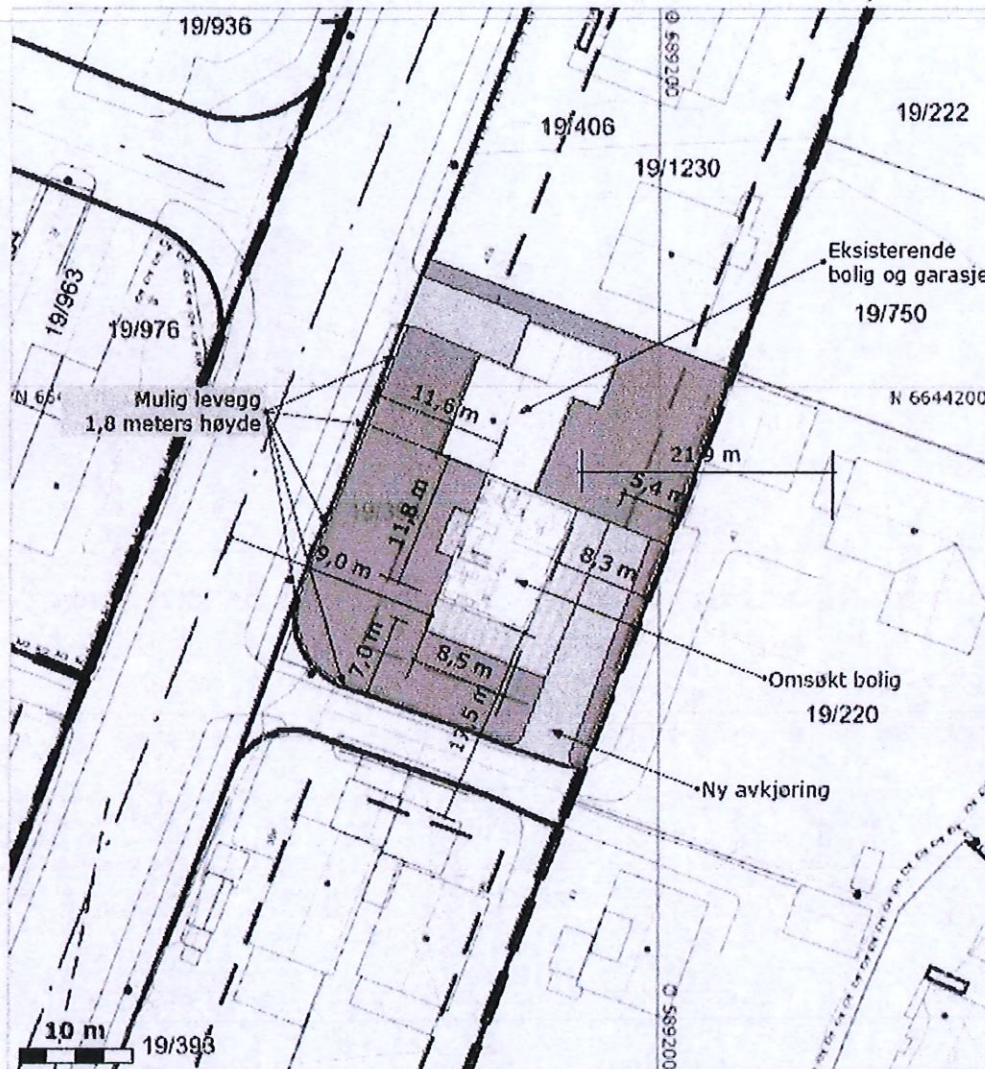 19/936
O 589200
19/222
19/406
19/1230
Eksisterende
bolig og garasje
19/963
19/976
19/750
Mulig levegg
1,8 meters høyde
11,6 m
N 6644200
21,9 m
5,4 m
11,8 m
8,3 m
9,0 m
7,0 m
8,5 m
Omsøkt bolig
19/220
Ny avkjøring
O 589200
10 m
19/393